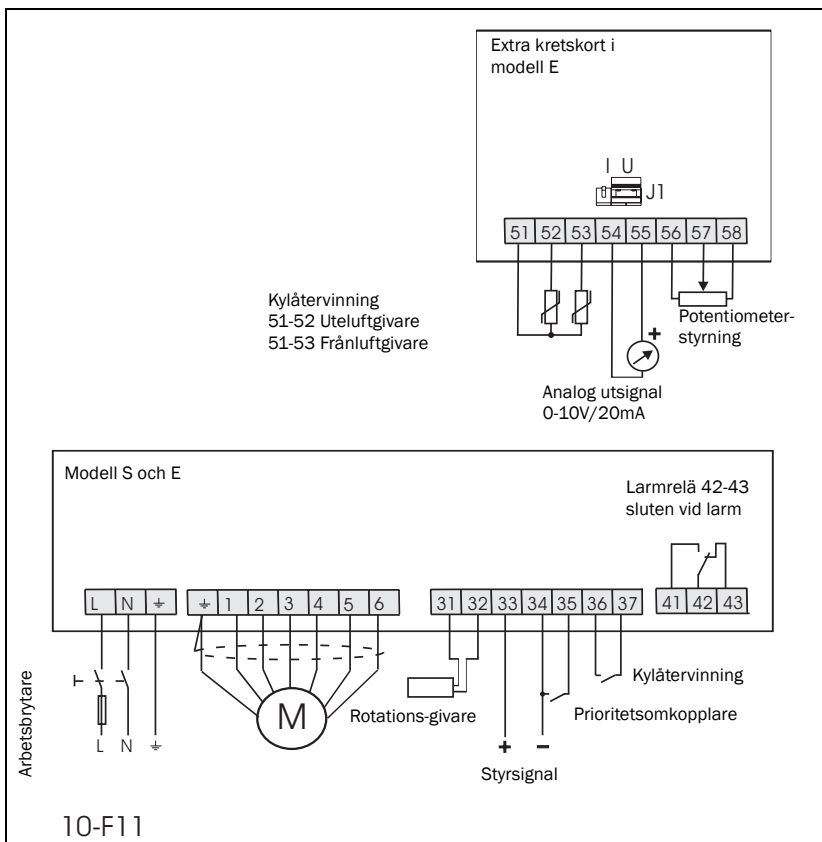 Extra kretskort i
modell E
I U
J1
51 52 53 54 55 56 57 58
Kylåtervinning
51-52 Uteluftgivare
51-53 Frånluftgivare
Potentiometer-
styrning
+
Analog utsignal
0-10V/20mA
Modell S och E
Larmrelä 42-43
sluten vid larm
L N 1 2 3 4 5 6 31 32 33 34 35 36 37 41 42 43
Kylåtervinning
M
Rotations-givare
Prioritetsomkopplare
L N
+ −
Styrsignal
Arbetsbrytare
10-F11